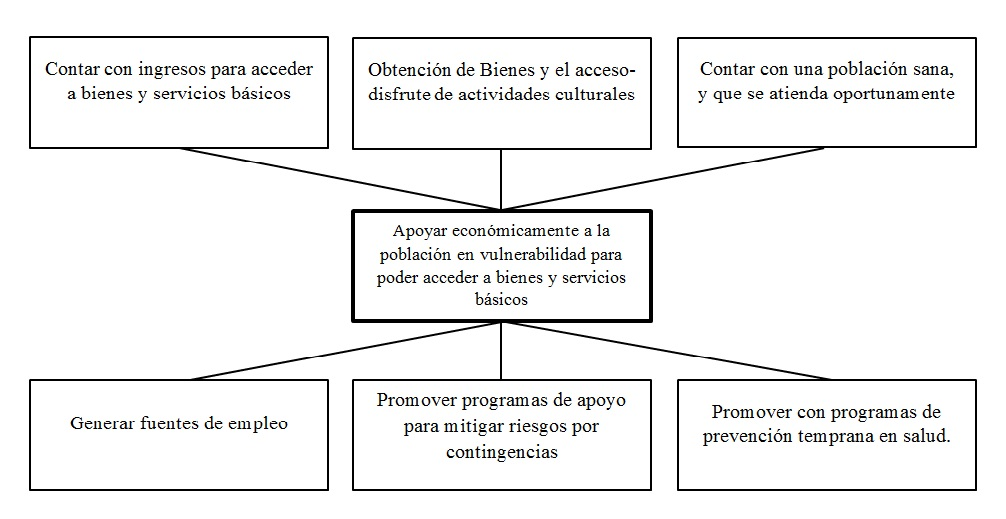 Contar con ingresos para acceder
a bienes y servicios básicos
Obtención de Bienes y el acceso-
disfrute de actividades culturales
Contar con una población sana,
y que se atienda oportunamente
Apoyar económicamente a la
población en vulnerabilidad para
poder acceder a bienes y servicios
básicos
Generar fuentes de empleo
Promover programas de apoyo
para mitigar riesgos por
contingencias
Promover con programas de
prevención temprana en salud.